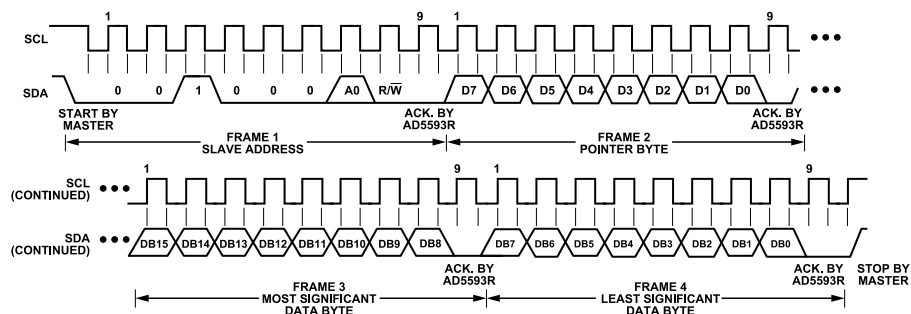 1 9 1 9
SCL
SDA 0 0 1 0 0 0 A0 R/W̅ D7 D6 D5 D4 D3 D2 D1 D0
START BY
MASTER
ACK. BY
AD5593R
ACK. BY
AD5593R
FRAME 1
SLAVE ADDRESS
FRAME 2
POINTER BYTE
1 9 1 9
SCL
(CONTINUED)
SDA
(CONTINUED)
DB15 DB14 DB13 DB12 DB11 DB10 DB9 DB8 DB7 DB6 DB5 DB4 DB3 DB2 DB1 DB0
ACK. BY
AD5593R
ACK. BY
AD5593R
STOP BY
MASTER
FRAME 3
MOST SIGNIFICANT
DATA BYTE
FRAME 4
LEAST SIGNIFICANT
DATA BYTE